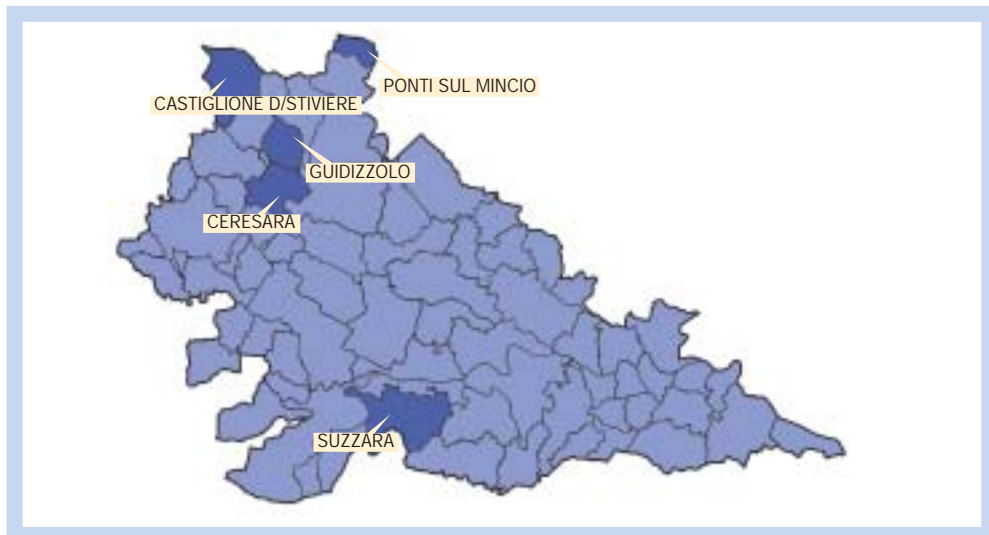 PONTI SUL MINCIO
CASTIGLIONE D/STIVIERE
GUIDIZZOLO
CERESARA
SUZZARA